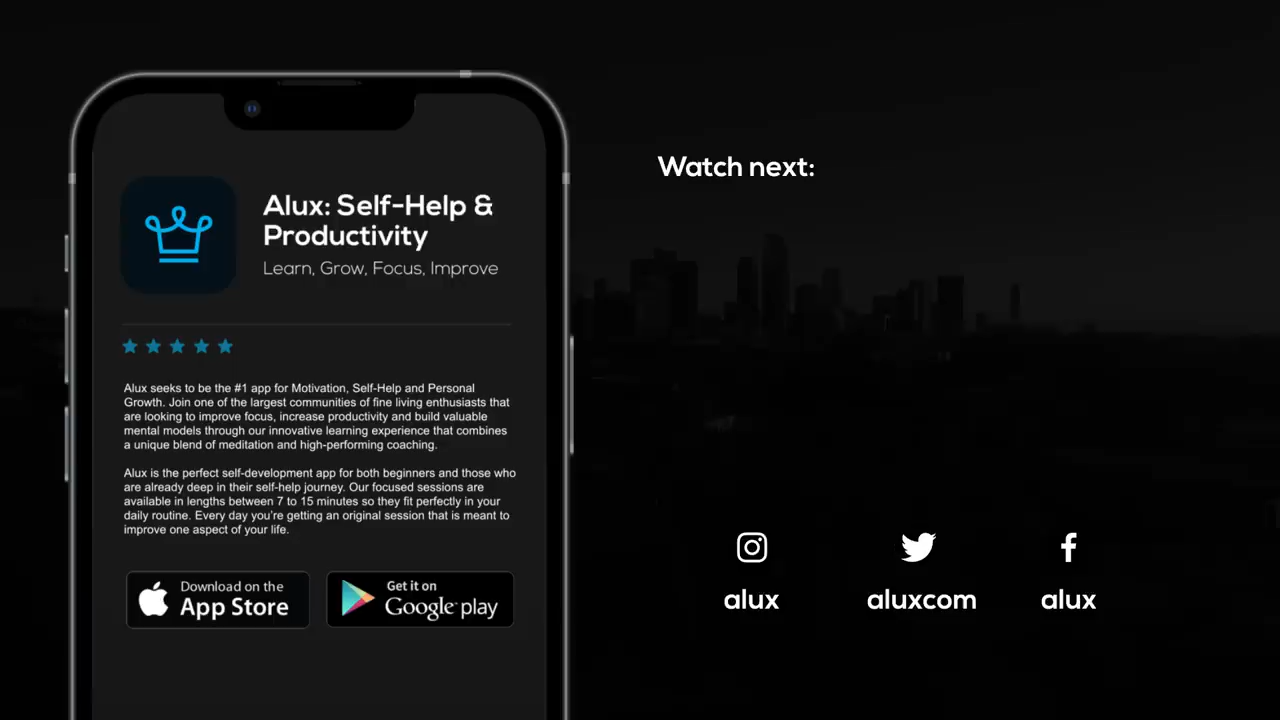 Alux: Self-Help &
Productivity
Learn, Grow, Focus, Improve
Alux seeks to be the #1 app for Motivation, Self-Help and Personal
Growth. Join one of the largest communities of fine living enthusiasts that
are looking to improve focus, increase productivity and build valuable
mental models through our innovative learning experience that combines
a unique blend of meditation and high-performing coaching.
Alux is the perfect self-development app for both beginners and those who
are already deep in their self-help journey. Our focused sessions are
available in lengths between 7 to 15 minutes so they fit perfectly in your
daily routine. Every day you're getting an original session that is meant to
improve one aspect of your life.
Download on the
App Store
Get it on
Google play
Watch next:
alux
aluxcom
alux